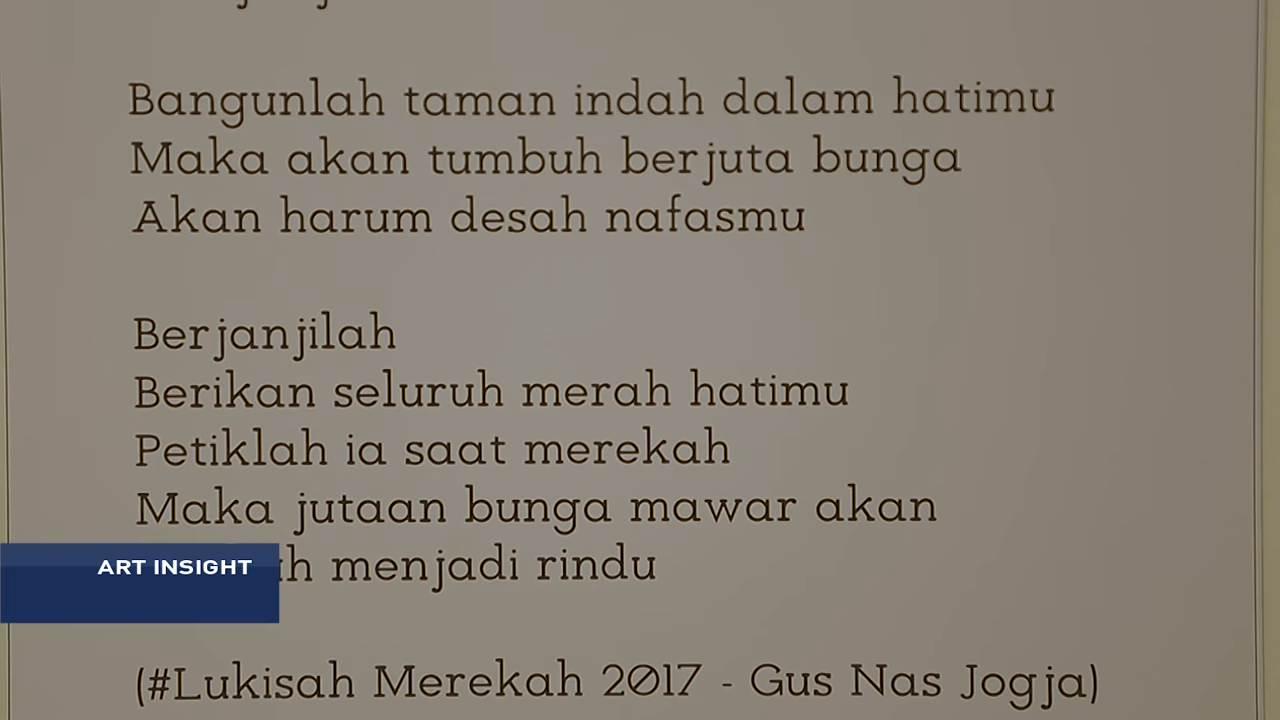 Bangunlah taman indah dalam hatimu
Maka akan tumbuh berjuta bunga
Akan harum desah nafasmu
Berjanjilah
Berikan seluruh merah hatimu
Petiklah ia saat merekah
Maka jutaan bunga mawar akan
menjadi rindu
ART INSIGHT
(#Lukisah Merekah 2017 - Gus Nas Jogja)